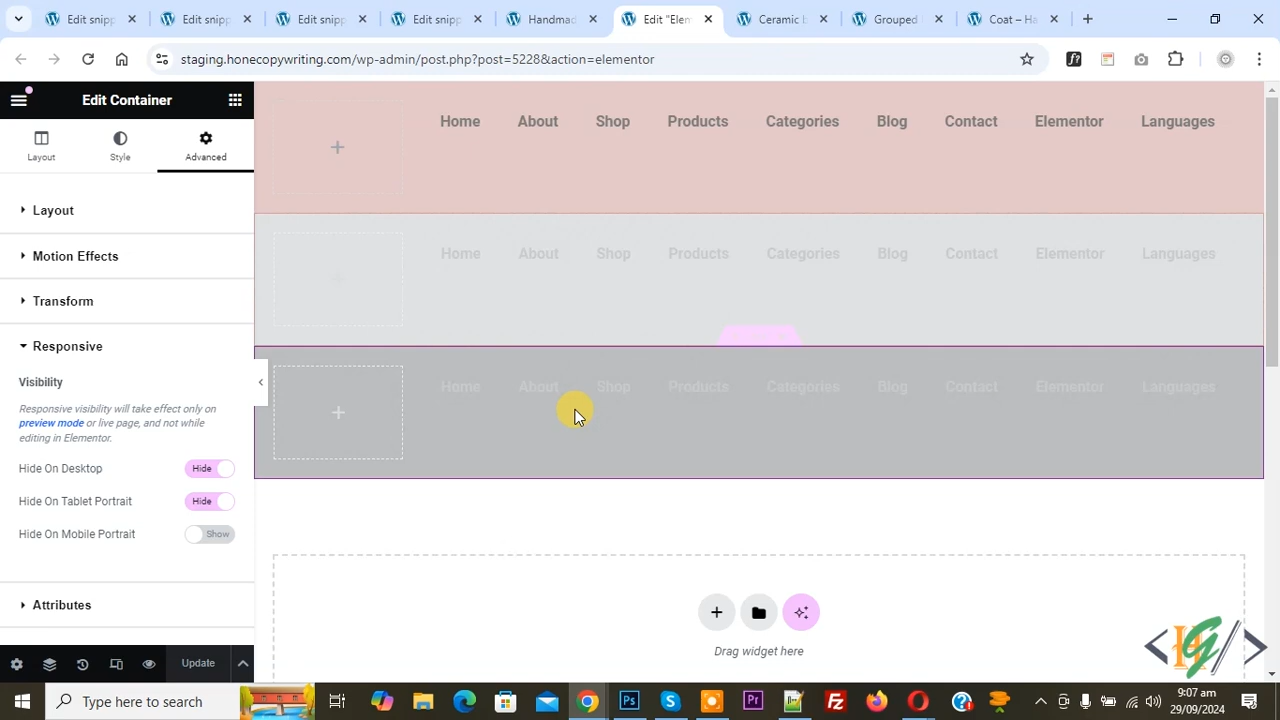 Edit snipp
Edit snipp
Edit snipp
Edit snipp
Handmad
Edit "Elem
Ceramic b
Grouped
Coat – Ha
staging.honecopywriting.com/wp-admin/post.php?post=5228&action=elementor
Edit Container
Layout
Style
Advanced
Layout
Motion Effects
Transform
Responsive
Visibility
Responsive visibility will take effect only on
preview mode or live page, and not while
editing in Elementor.
Hide On Desktop Hide
Hide On Tablet Portrait Hide
Hide On Mobile Portrait Show
Attributes
Update
Home About Shop Products Categories Blog Contact Elementor Languages
Home About Shop Products Categories Blog Contact Elementor Languages
Home About Shop Products Categories Blog Contact Elementor Languages
Drag widget here
Type here to search
9:07 am
29/09/2024